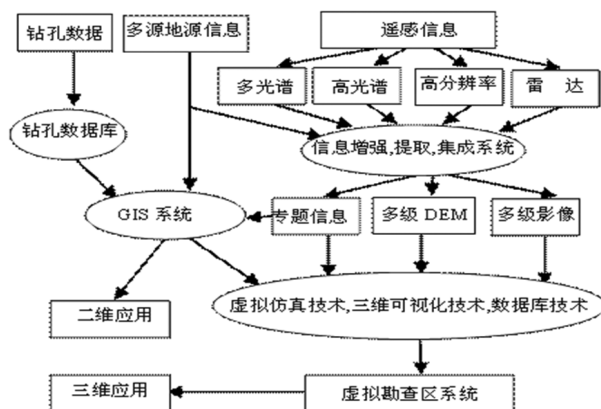 钻孔数据
多源地源信息
遥感信息
多光谱
高光谱
高分辨率
雷 达
钻孔数据库
信息增强,提取,集成系统
GIS 系统
专题信息
多级 DEM
多级影像
二维应用
虚拟仿真技术,三维可视化技术,数据库技术
三维应用
虚拟勘查区系统